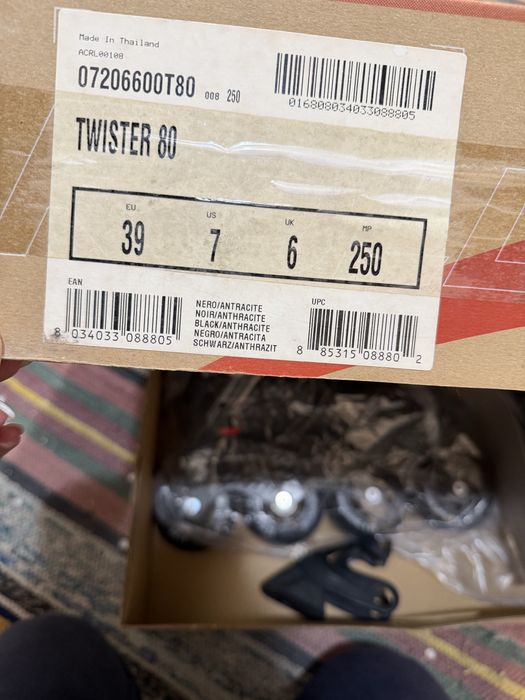 Made In Thailand
ACRL00108
07206600T80 008 250
016808034033088805
TWISTER 80
EU US UK MP
39 7 6 250
EAN
8 034033 088805
NERO/ANTRACITE
NOIR/ANTHRACITE
BLACK/ANTHRACITE
NEGRO/ANTRACITA
SCHWARZ/ANTHRAZIT
UPC
8 85315 08880 2